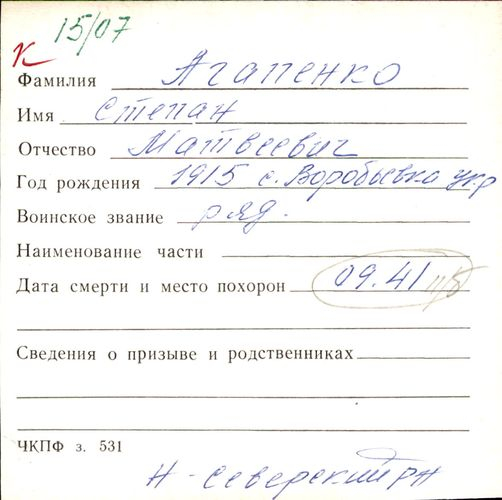 15/07
К
Фамилия Агапенко
Имя Степан
Отчество Матвеевич
Год рождения 1915 с. Воробьевка укр
Воинское звание ряд.
Наименование части
Дата смерти и место похорон 09.41 п/б
Сведения о призыве и родственниках
ЧКПФ з. 531
Н-Северский рн